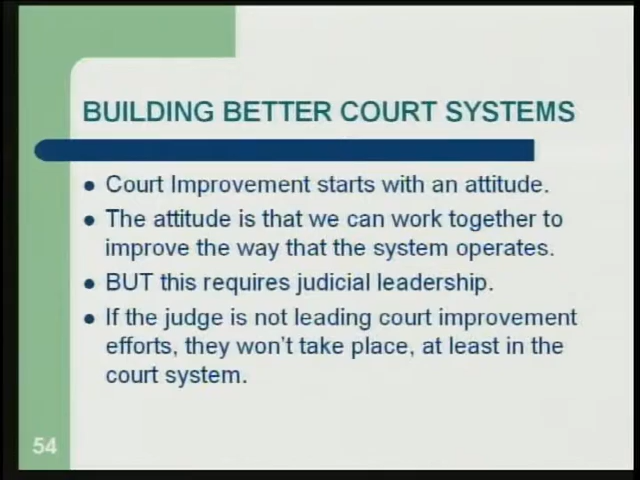 BUILDING BETTER COURT SYSTEMS
● Court Improvement starts with an attitude.
● The attitude is that we can work together to
improve the way that the system operates.
● BUT this requires judicial leadership.
● If the judge is not leading court improvement
efforts, they won't take place, at least in the
court system.
54